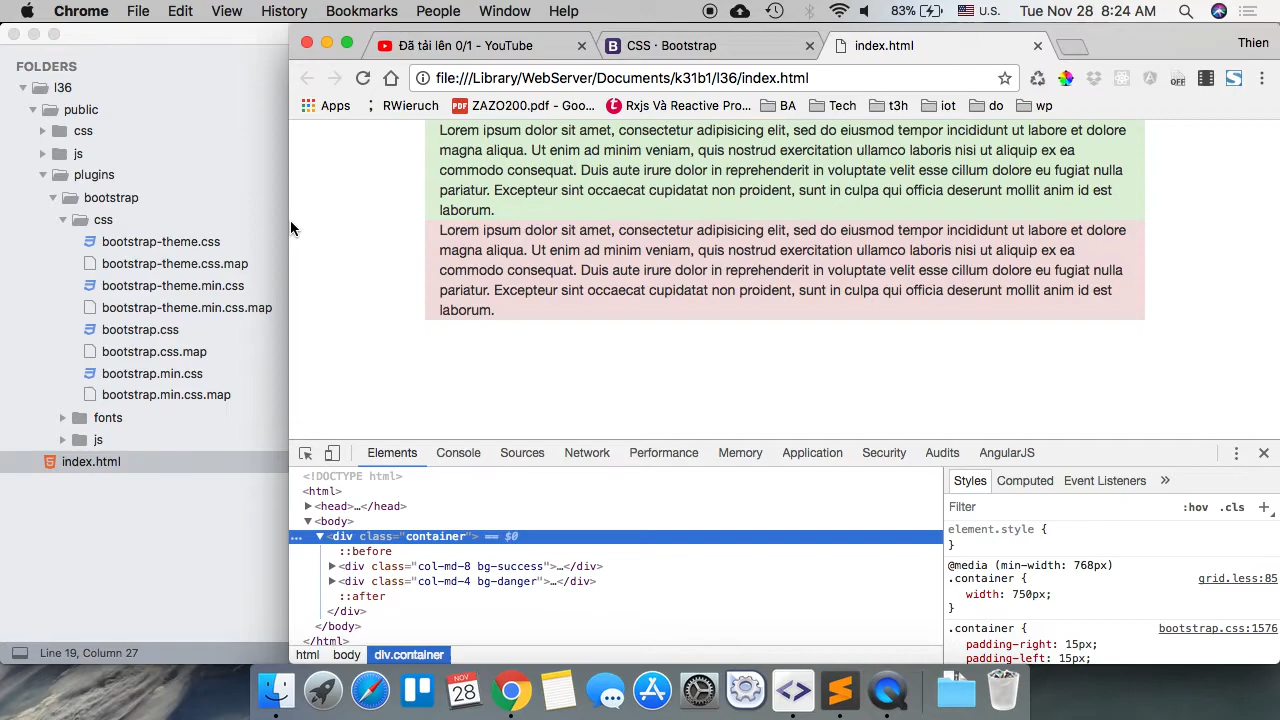 Chrome File Edit View History Bookmarks People Window Help 83% U.S. Tue Nov 28 8:24 AM
Đã tải lên 0/1 - YouTube CSS · Bootstrap index.html Thien
file:///Library/WebServer/Documents/k31b1/l36/index.html OFF
Apps RWieruch ZAZO200.pdf - Goo... Rxjs Và Reactive Pro... BA Tech t3h iot do wp
FOLDERS
l36
public
css
js
plugins
bootstrap
css
bootstrap-theme.css
bootstrap-theme.css.map
bootstrap-theme.min.css
bootstrap-theme.min.css.map
bootstrap.css
bootstrap.css.map
bootstrap.min.css
bootstrap.min.css.map
fonts
js
index.html
Line 19, Column 27
Lorem ipsum dolor sit amet, consectetur adipisicing elit, sed do eiusmod tempor incididunt ut labore et dolore
magna aliqua. Ut enim ad minim veniam, quis nostrud exercitation ullamco laboris nisi ut aliquip ex ea
commodo consequat. Duis aute irure dolor in reprehenderit in voluptate velit esse cillum dolore eu fugiat nulla
pariatur. Excepteur sint occaecat cupidatat non proident, sunt in culpa qui officia deserunt mollit anim id est
laborum.
Lorem ipsum dolor sit amet, consectetur adipisicing elit, sed do eiusmod tempor incididunt ut labore et dolore
magna aliqua. Ut enim ad minim veniam, quis nostrud exercitation ullamco laboris nisi ut aliquip ex ea
commodo consequat. Duis aute irure dolor in reprehenderit in voluptate velit esse cillum dolore eu fugiat nulla
pariatur. Excepteur sint occaecat cupidatat non proident, sunt in culpa qui officia deserunt mollit anim id est
laborum.
Elements Console Sources Network Performance Memory Application Security Audits AngularJS
<!DOCTYPE html>
<html>
<head>…</head>
<body>
... <div class="container"> == $0
::before
<div class="col-md-8 bg-success">…</div>
<div class="col-md-4 bg-danger">…</div>
::after
</div>
</body>
</html>
html body div.container
Styles Computed Event Listeners »
Filter :hov .cls +
element.style {
}
@media (min-width: 768px)
.container { grid.less:85
width: 750px;
}
.container { bootstrap.css:1576
padding-right: 15px;
padding-left: 15px;
NOV
28